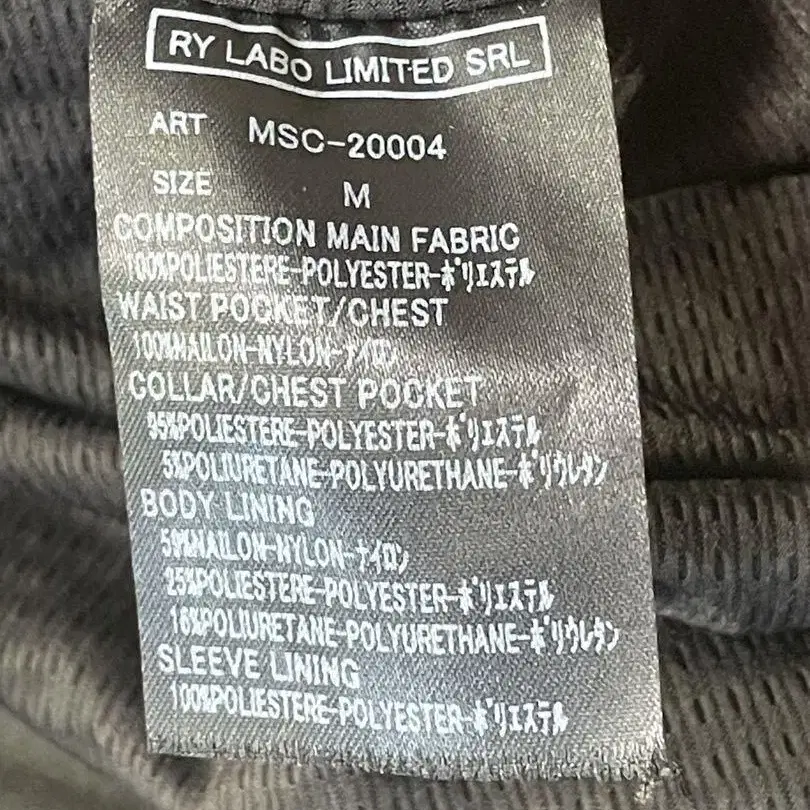 RY LABO LIMITED SRL
ART MSC-20004
SIZE M
COMPOSITION MAIN FABRIC
100%POLIESTERE-POLYESTER-ポリエステル
WAIST POCKET/CHEST
100%NAILON-NYLON-ナイロン
COLLAR/CHEST POCKET
95%POLIESTERE-POLYESTER-ポリエステル
5%POLIURETANE-POLYURETHANE-ポリウレタン
BODY LINING
59%NAILON-NYLON-ナイロン
25%POLIESTERE-POLYESTER-ポリエステル
16%POLIURETANE-POLYURETHANE-ポリウレタン
SLEEVE LINING
100%POLIESTERE-POLYESTER-ポリエステル